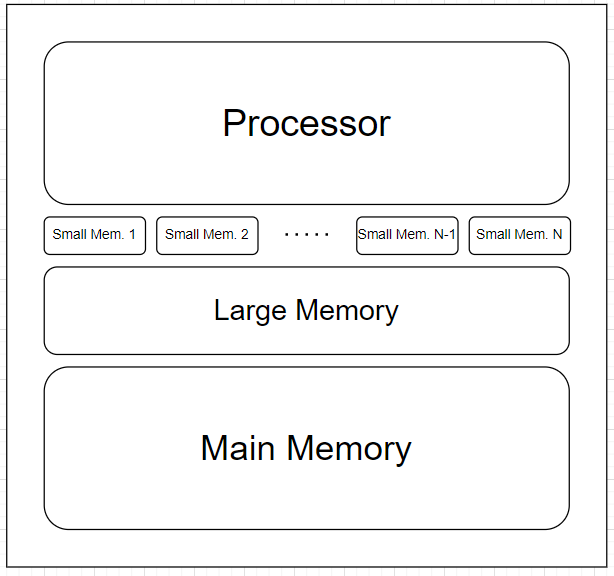 Processor
Small Mem. 1
Small Mem. 2
.....
Small Mem. N-1
Small Mem. N
Large Memory
Main Memory